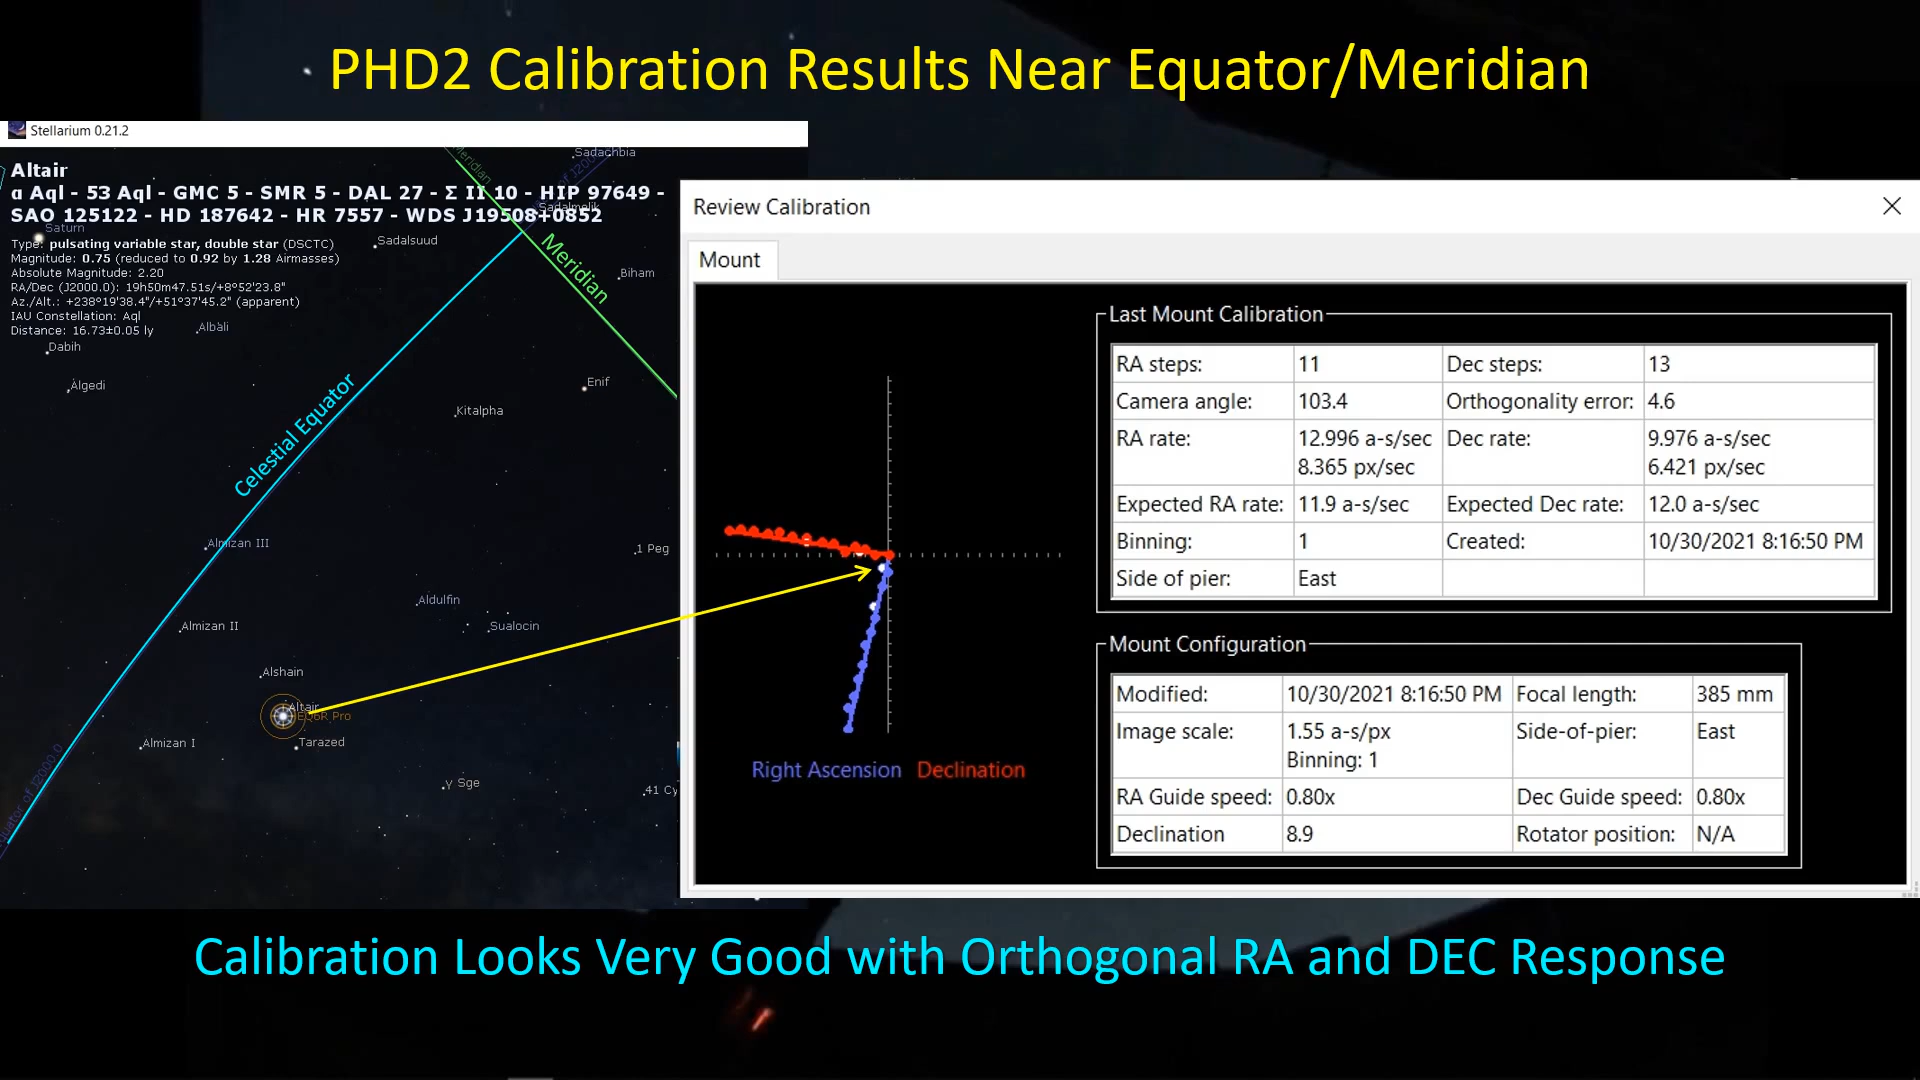 PHD2 Calibration Results Near Equator/Meridian
Stellarium 0.21.2
Altair
α Aql - 53 Aql - GMC 5 - SMR 5 - DAL 27 - Σ II 10 - HIP 97649 -
SAO 125122 - HD 187642 - HR 7557 - WDS J19508+0852
Type: pulsating variable star, double star (DSCTC)
Magnitude: 0.75 (reduced to 0.92 by 1.28 Airmasses)
Absolute Magnitude: 2.20
RA/Dec (J2000.0): 19h50m47.51s/+8°52'23.8"
Az./Alt.: +238°19'38.4"/+51°37'45.2" (apparent)
IAU Constellation: Aql
Distance: 16.73±0.05 ly
Saturn
Meridian
Sadachbia
Sadalmelik
Sadalsuud
Meridian
Biham
Albali
Dabih
Algedi
Enif
Kitalpha
Celestial Equator
Almizan III
1 Peg
Aldulfin
Almizan II
Sualocin
Alshain
Altair
EQ6R Pro
Almizan I
Tarazed
γ Sge
41 Cy
Equator of J2000.0
Review Calibration
Mount
Right Ascension Declination
Last Mount Calibration
RA steps: 11 Dec steps: 13
Camera angle: 103.4 Orthogonality error: 4.6
RA rate: 12.996 a-s/sec Dec rate: 9.976 a-s/sec
8.365 px/sec 6.421 px/sec
Expected RA rate: 11.9 a-s/sec Expected Dec rate: 12.0 a-s/sec
Binning: 1 Created: 10/30/2021 8:16:50 PM
Side of pier: East
Mount Configuration
Modified: 10/30/2021 8:16:50 PM Focal length: 385 mm
Image scale: 1.55 a-s/px Side-of-pier: East
Binning: 1
RA Guide speed: 0.80x Dec Guide speed: 0.80x
Declination 8.9 Rotator position: N/A
Calibration Looks Very Good with Orthogonal RA and DEC Response